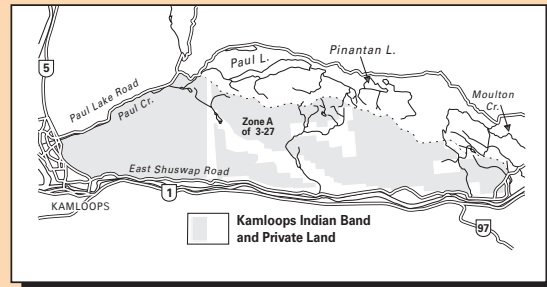 5
Paul Lake Road
Paul Cr.
Paul L.
Pinantan L.
Moulton
Cr.
Zone A
of 3-27
East Shuswap Road
1
KAMLOOPS
97
Kamloops Indian Band
and Private Land